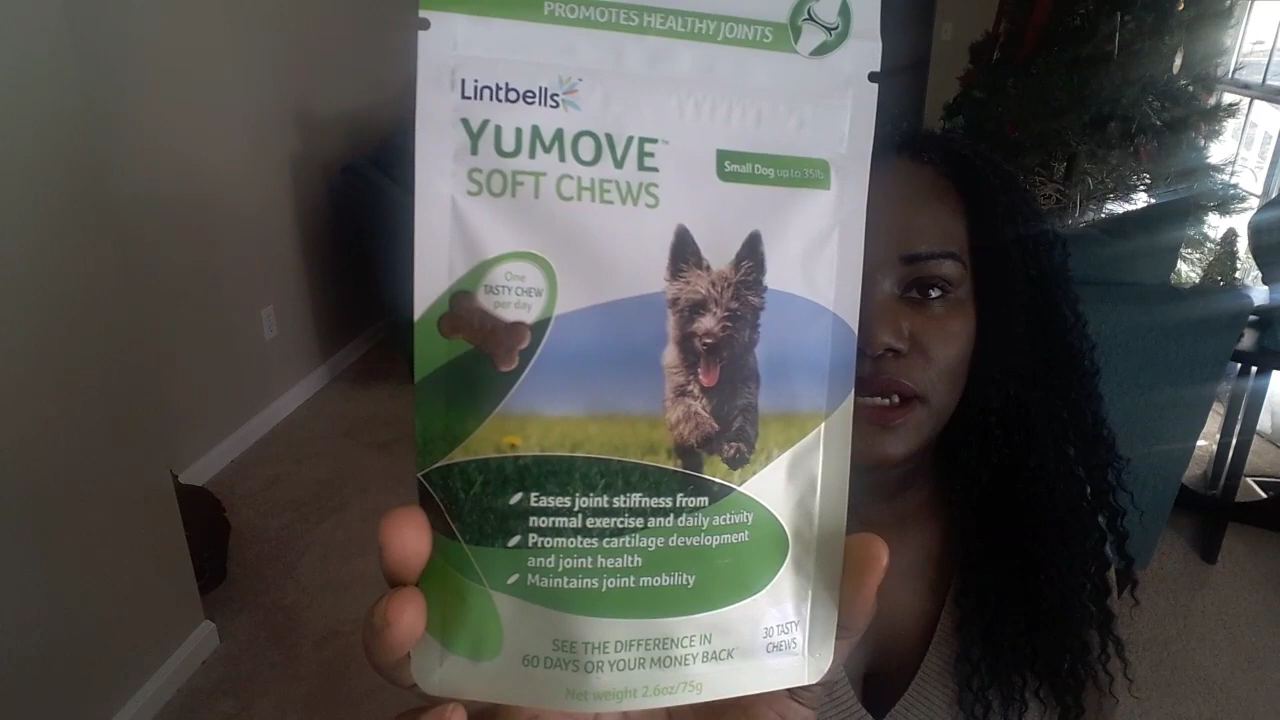 PROMOTES HEALTHY JOINTS
Lintbells™
YUMOVE™
SOFT CHEWS
Small Dog up to 35lb
One
TASTY CHEW
per day
Eases joint stiffness from
normal exercise and daily activity
Promotes cartilage development
and joint health
Maintains joint mobility
30 TASTY
CHEWS
SEE THE DIFFERENCE IN
60 DAYS OR YOUR MONEY BACK
Net weight 2.6oz/75g